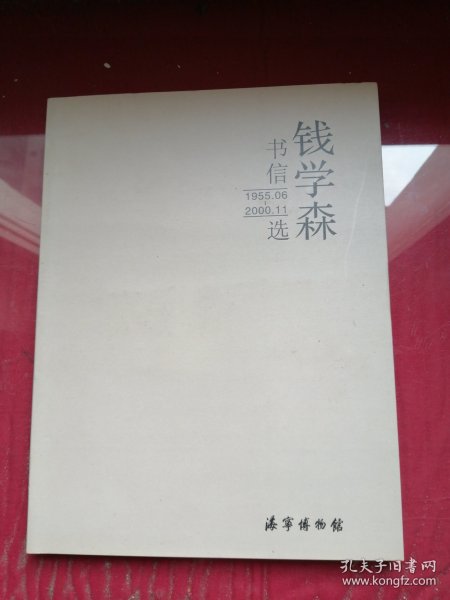 钱学森
书信
1955.06
2000.11
选
海宁博物馆
孔夫子旧书网
www.kongfz.com